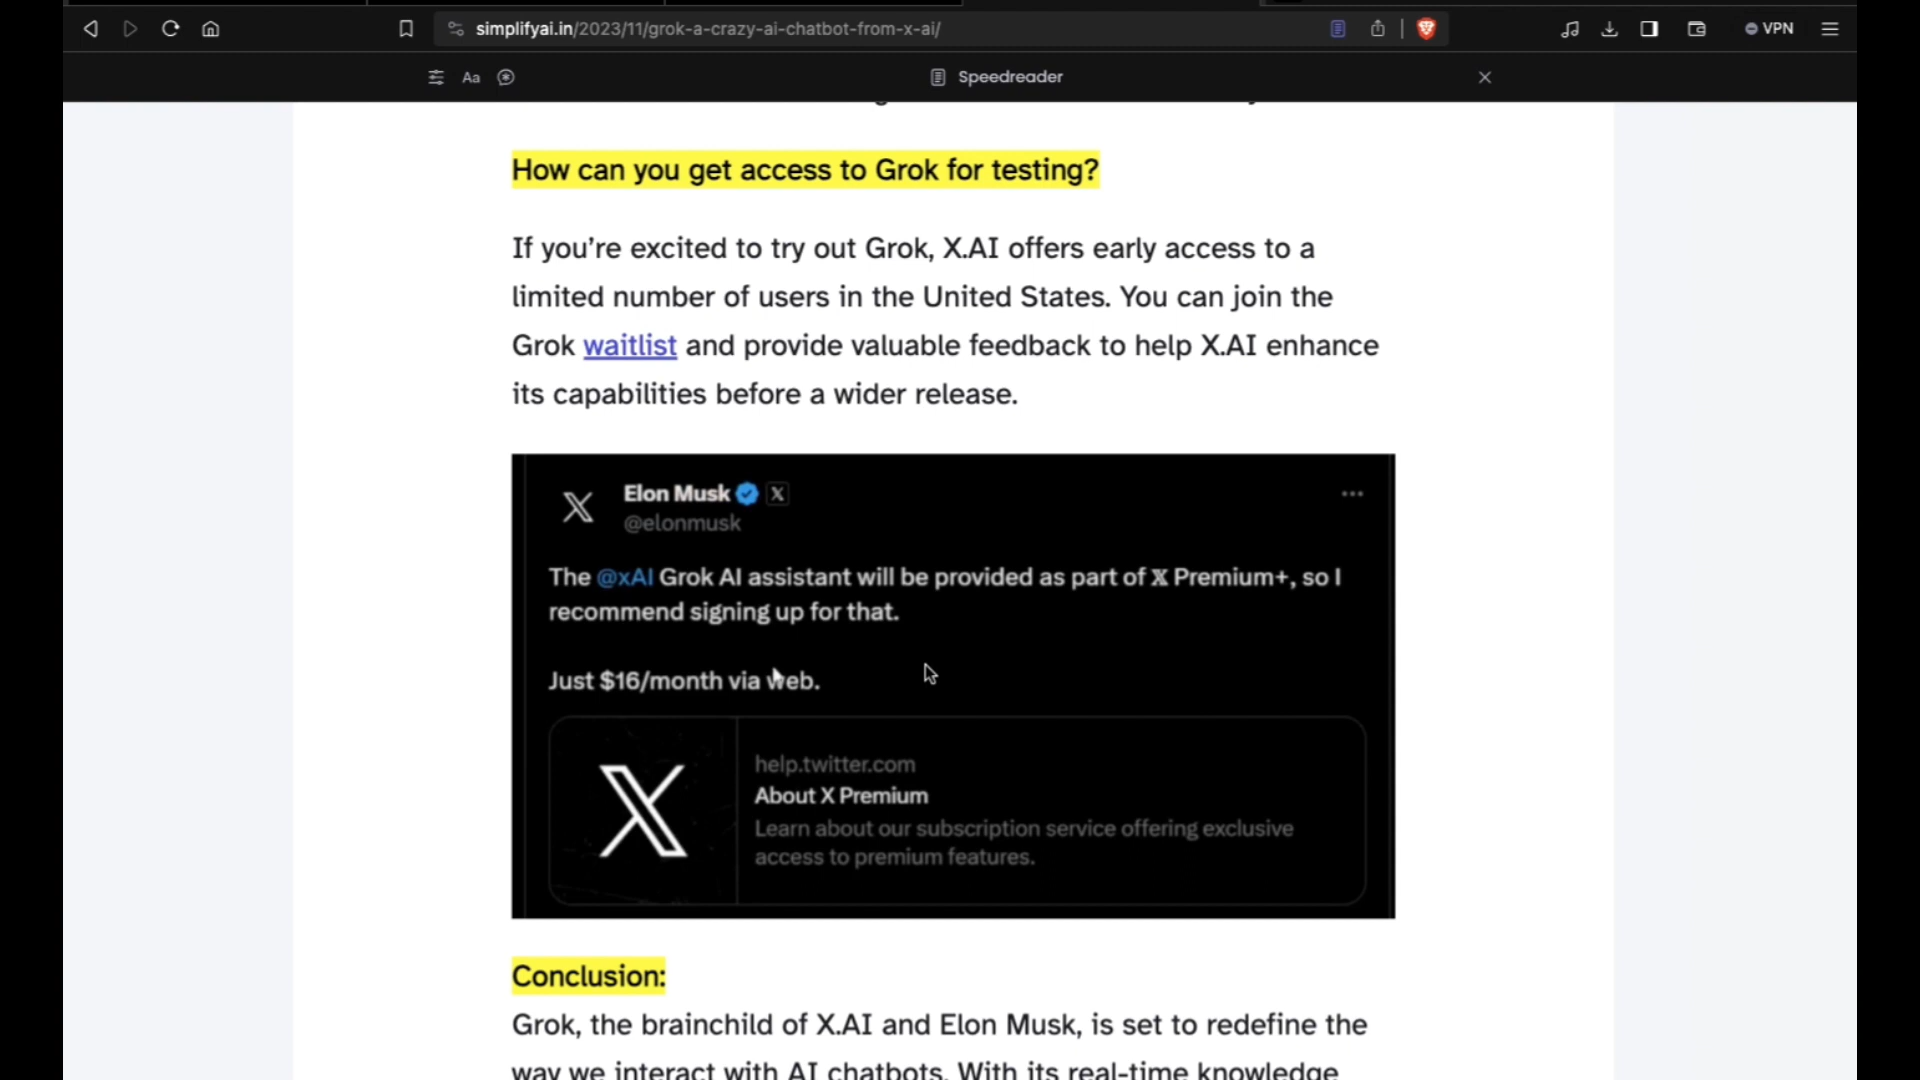 simplifyai.in/2023/11/grok-a-crazy-ai-chatbot-from-x-ai/
VPN
Aa
Speedreader
How can you get access to Grok for testing?
If you’re excited to try out Grok, X.AI offers early access to a
limited number of users in the United States. You can join the
Grok waitlist and provide valuable feedback to help X.AI enhance
its capabilities before a wider release.
Elon Musk
@elonmusk
The @xAI Grok AI assistant will be provided as part of 𝕏 Premium+, so I
recommend signing up for that.
Just $16/month via web.
help.twitter.com
About X Premium
Learn about our subscription service offering exclusive
access to premium features.
Conclusion:
Grok, the brainchild of X.AI and Elon Musk, is set to redefine the
way we interact with AI chatbots. With its real-time knowledge